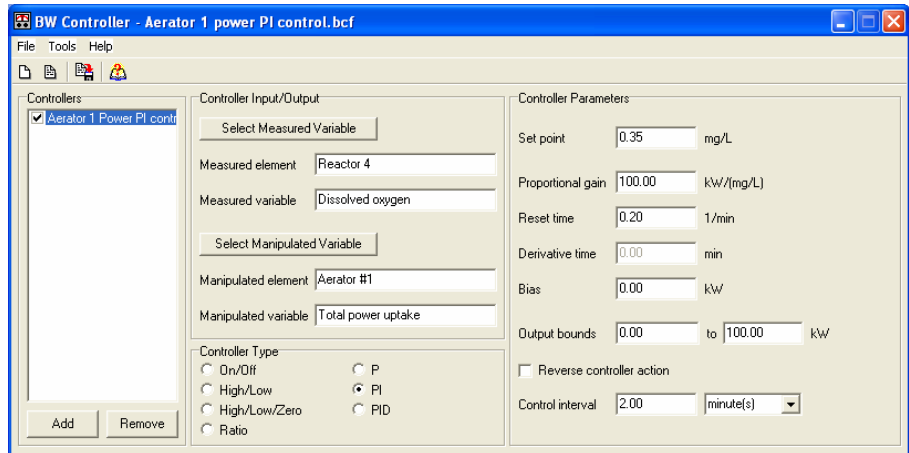 BW Controller - Aerator 1 power PI control.bcf
File Tools Help
Controllers
Aerator 1 Power PI contr
Add Remove
Controller Input/Output
Select Measured Variable
Measured element Reactor 4
Measured variable Dissolved oxygen
Select Manipulated Variable
Manipulated element Aerator #1
Manipulated variable Total power uptake
Controller Type
On/Off P
High/Low PI
High/Low/Zero PID
Ratio
Controller Parameters
Set point 0.35 mg/L
Proportional gain 100.00 kW/(mg/L)
Reset time 0.20 1/min
Derivative time 0.00 min
Bias 0.00 kW
Output bounds 0.00 to 100.00 kW
Reverse controller action
Control interval 2.00 minute(s)